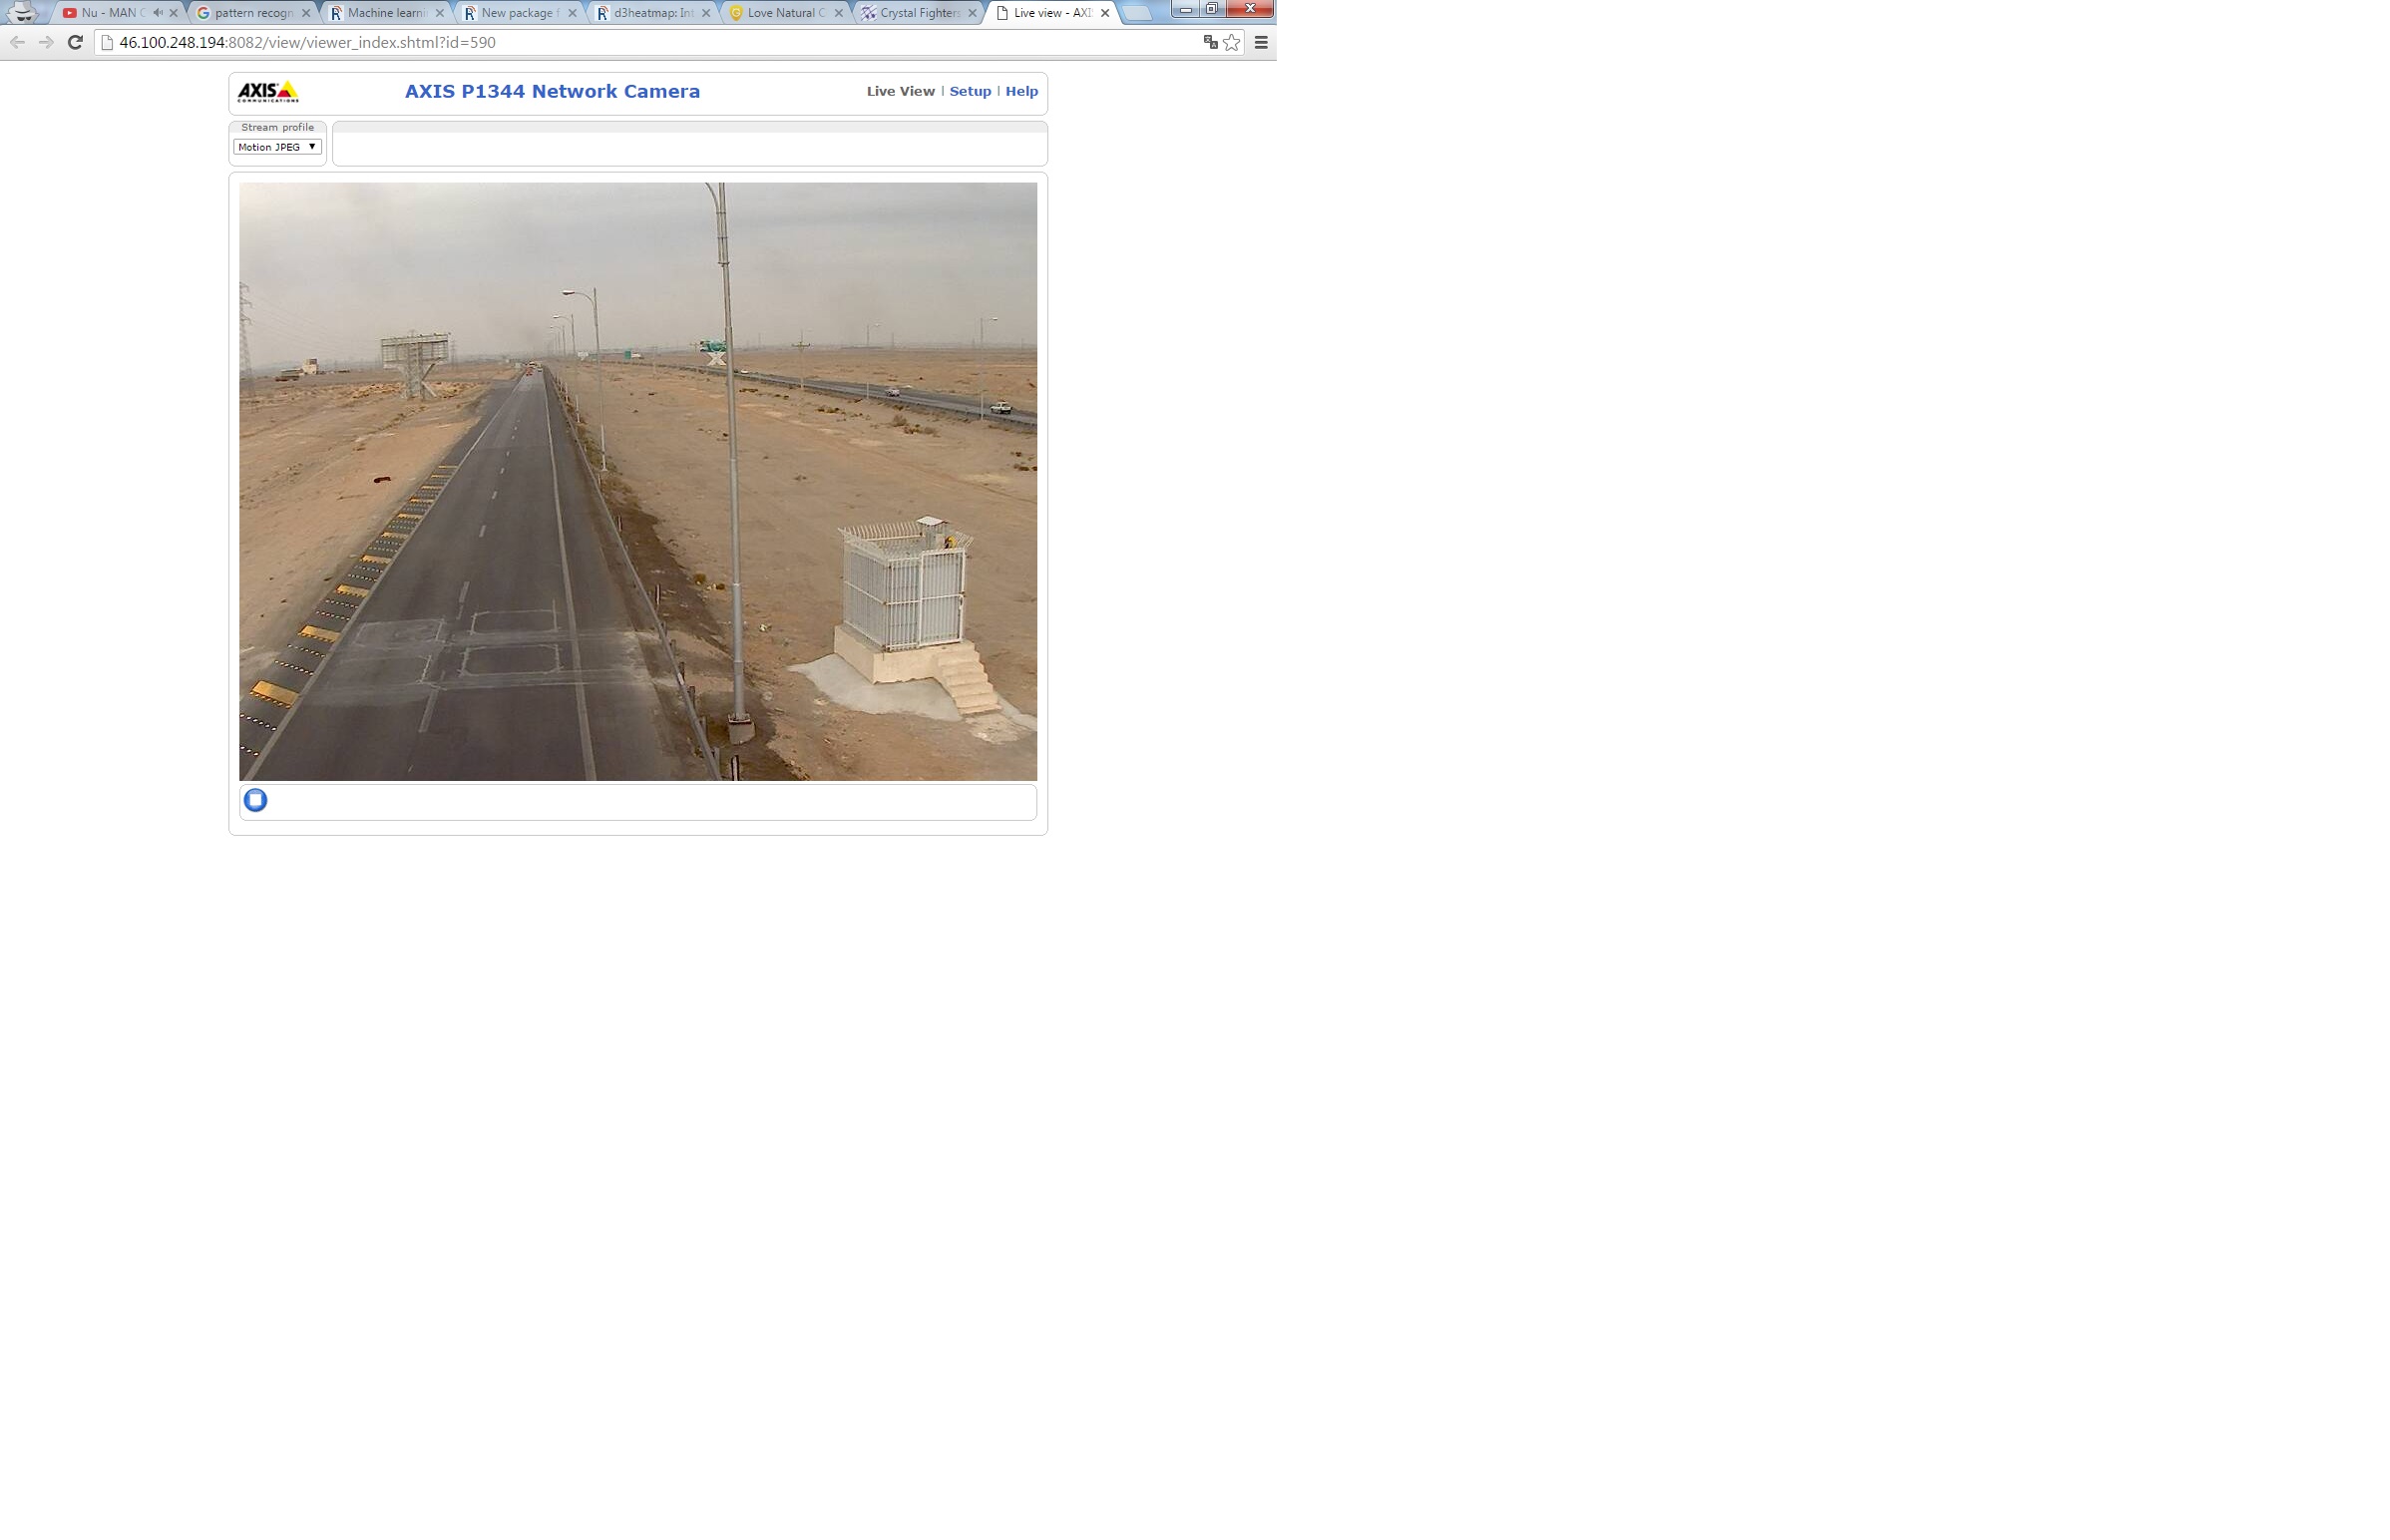 Nu - MAN C
pattern recogn
Machine learni
New package f
d3heatmap: Int
Love Natural C
Crystal Fighters
Live view - AXI
46.100.248.194:8082/view/viewer_index.shtml?id=590
AXIS
COMMUNICATIONS
AXIS P1344 Network Camera
Live View | Setup | Help
Stream profile
Motion JPEG